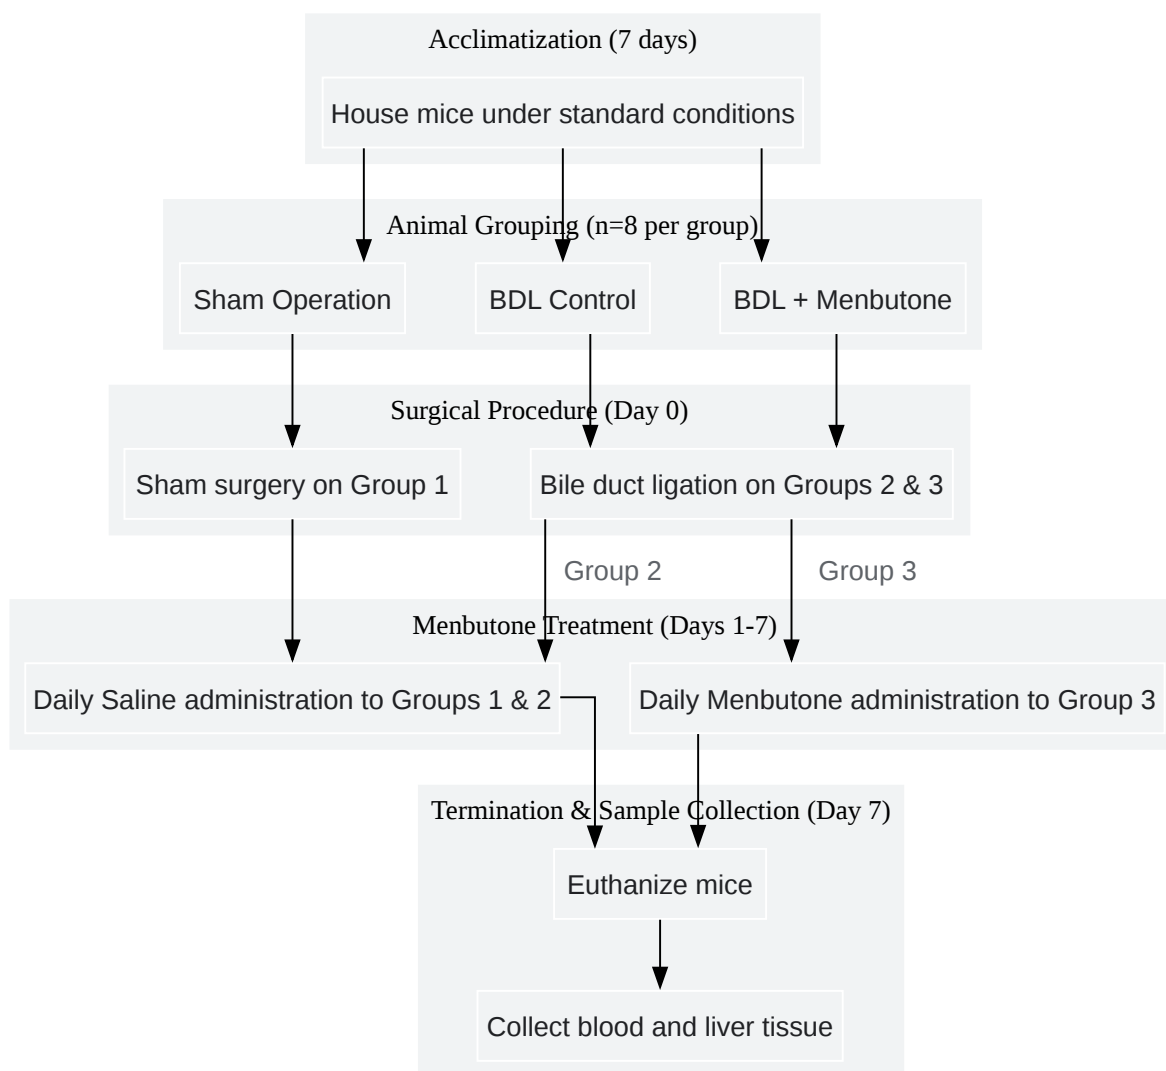 Acclimatization (7 days)
House mice under standard conditions
Animal Grouping (n=8 per group)
Sham Operation
BDL Control
BDL + Menbutone
Surgical Procedure (Day 0)
Sham surgery on Group 1
Bile duct ligation on Groups 2 & 3
Group 2
Group 3
Menbutone Treatment (Days 1-7)
Daily Saline administration to Groups 1 & 2
Daily Menbutone administration to Group 3
Termination & Sample Collection (Day 7)
Euthanize mice
Collect blood and liver tissue